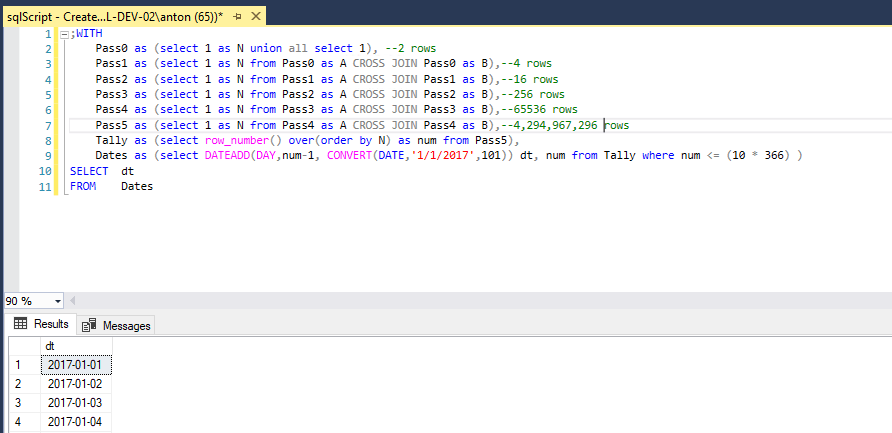 sqlScript - Create...L-DEV-02\anton (65))*
1 ;WITH
2 Pass0 as (select 1 as N union all select 1), --2 rows
3 Pass1 as (select 1 as N from Pass0 as A CROSS JOIN Pass0 as B),--4 rows
4 Pass2 as (select 1 as N from Pass1 as A CROSS JOIN Pass1 as B),--16 rows
5 Pass3 as (select 1 as N from Pass2 as A CROSS JOIN Pass2 as B),--256 rows
6 Pass4 as (select 1 as N from Pass3 as A CROSS JOIN Pass3 as B),--65536 rows
7 Pass5 as (select 1 as N from Pass4 as A CROSS JOIN Pass4 as B),--4,294,967,296 rows
8 Tally as (select row_number() over(order by N) as num from Pass5),
9 Dates as (select DATEADD(DAY,num-1, CONVERT(DATE,'1/1/2017',101)) dt, num from Tally where num <= (10 * 366) )
10 SELECT dt
11 FROM Dates
90 %
Results Messages
dt
1 2017-01-01
2 2017-01-02
3 2017-01-03
4 2017-01-04